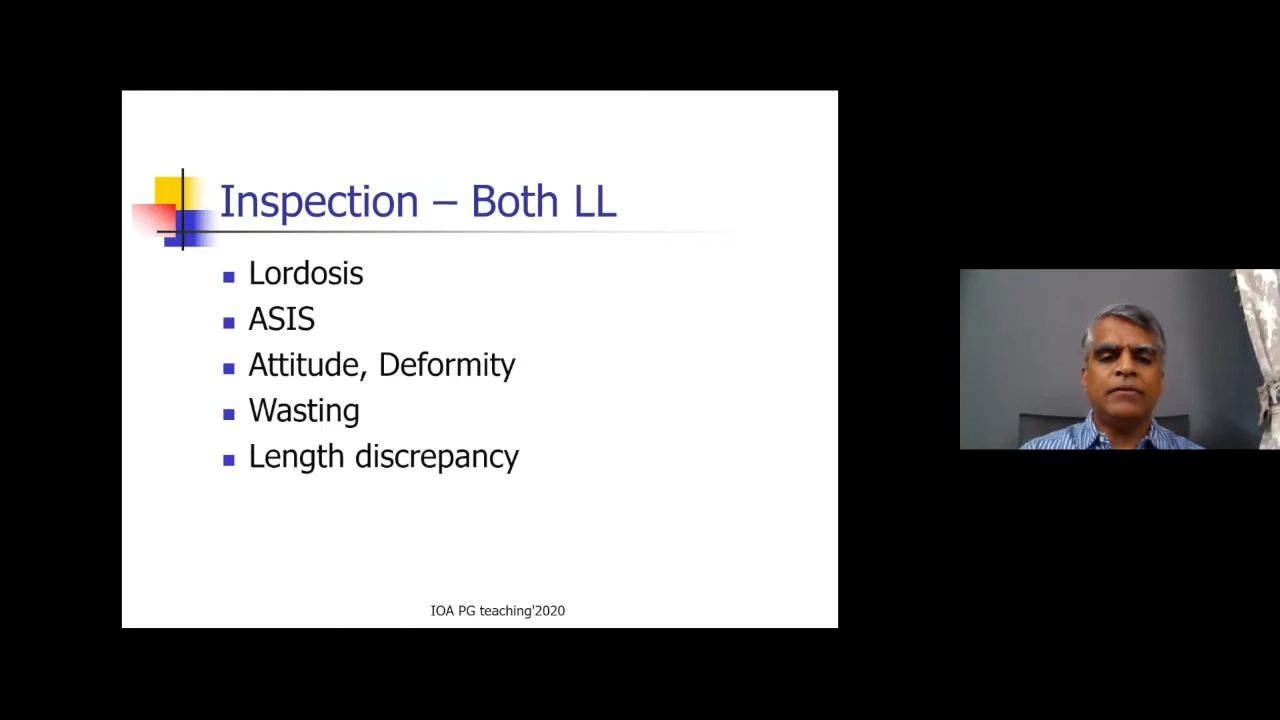 Inspection – Both LL
Lordosis
ASIS
Attitude, Deformity
Wasting
Length discrepancy
IOA PG teaching'2020